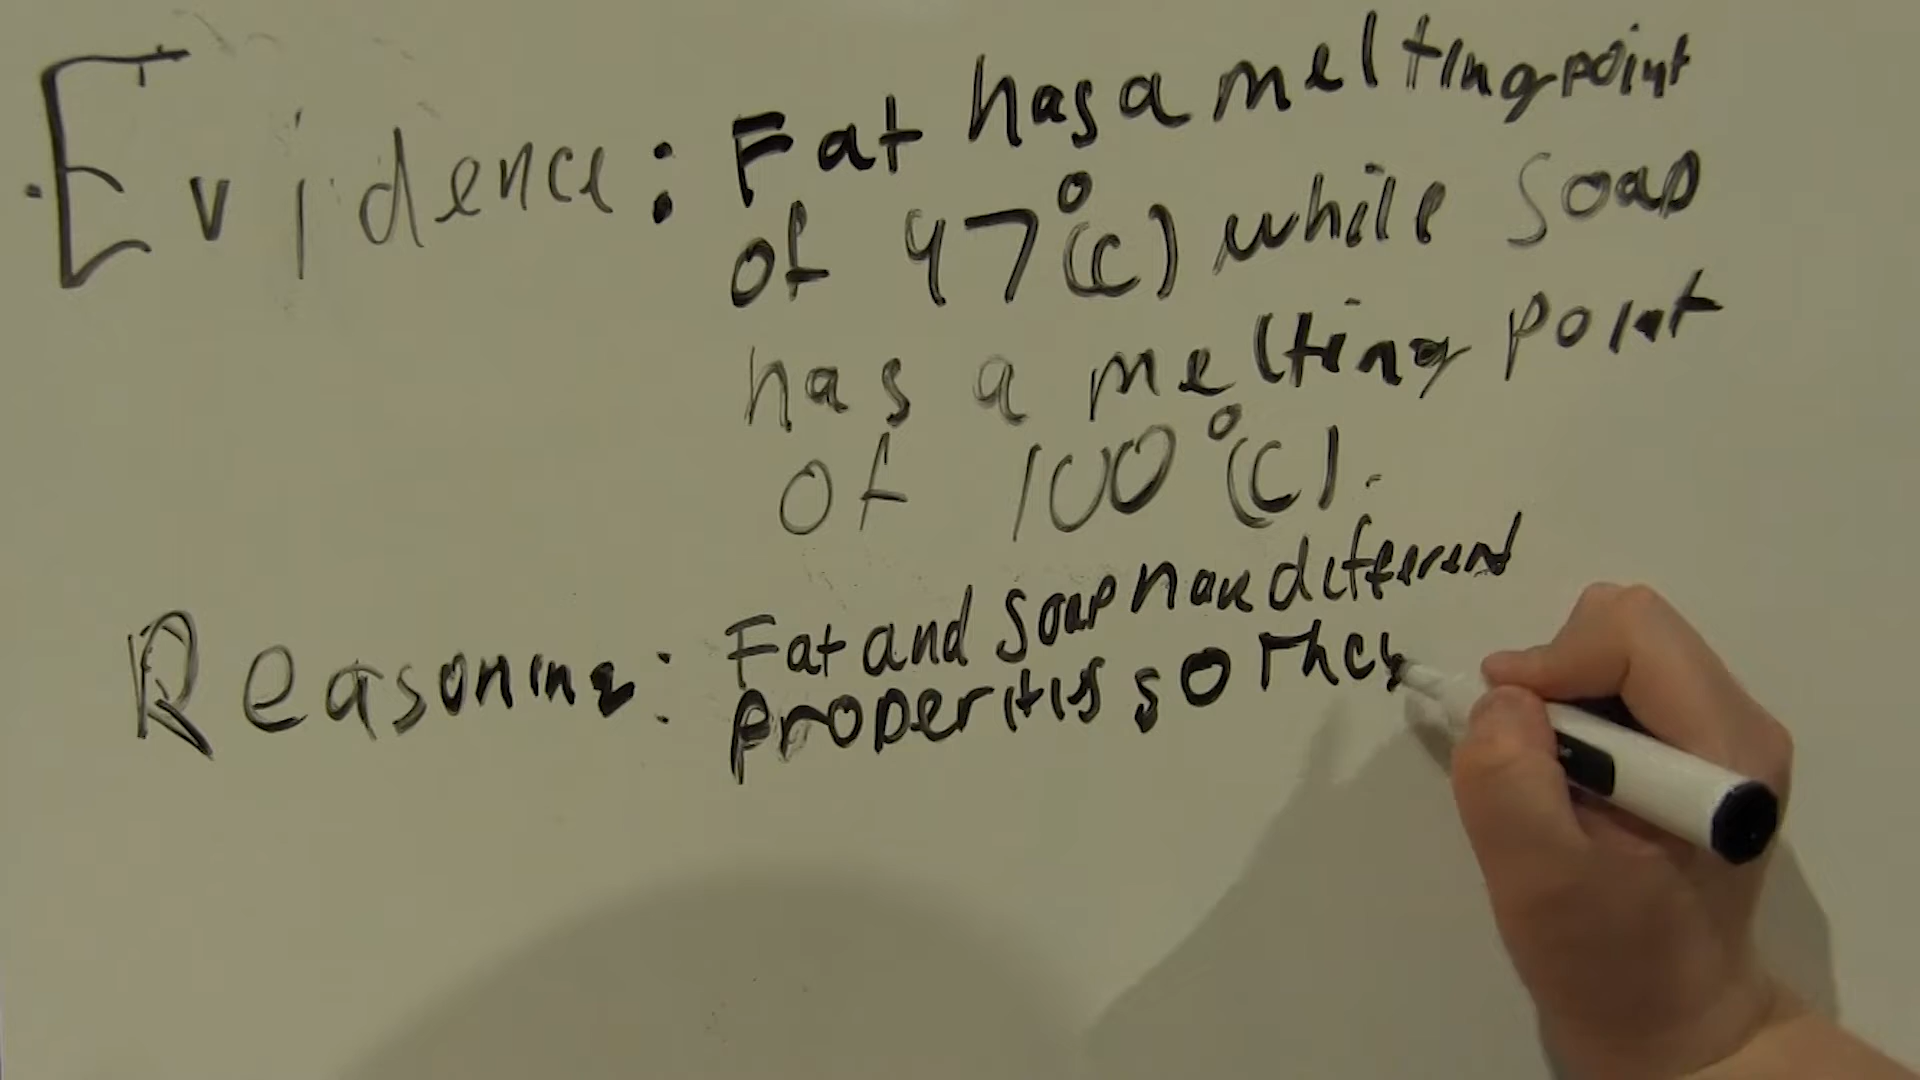 Evidence: Fat has a melting point
of 47°(C) while Soap
has a melting point
of 100°(C).
Reasoning: Fat and Soap have different
properitis so they